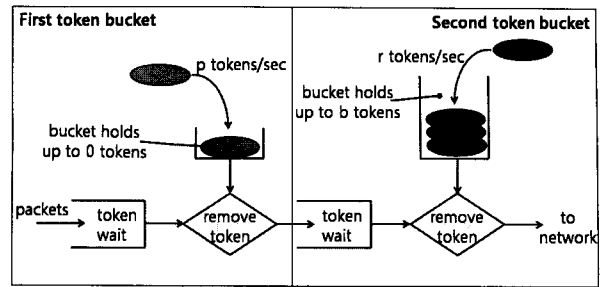 First token bucket
Second token bucket
p tokens/sec
r tokens/sec
bucket holds
up to 0 tokens
bucket holds
up to b tokens
packets
token
wait
remove
token
token
wait
remove
token
to
network